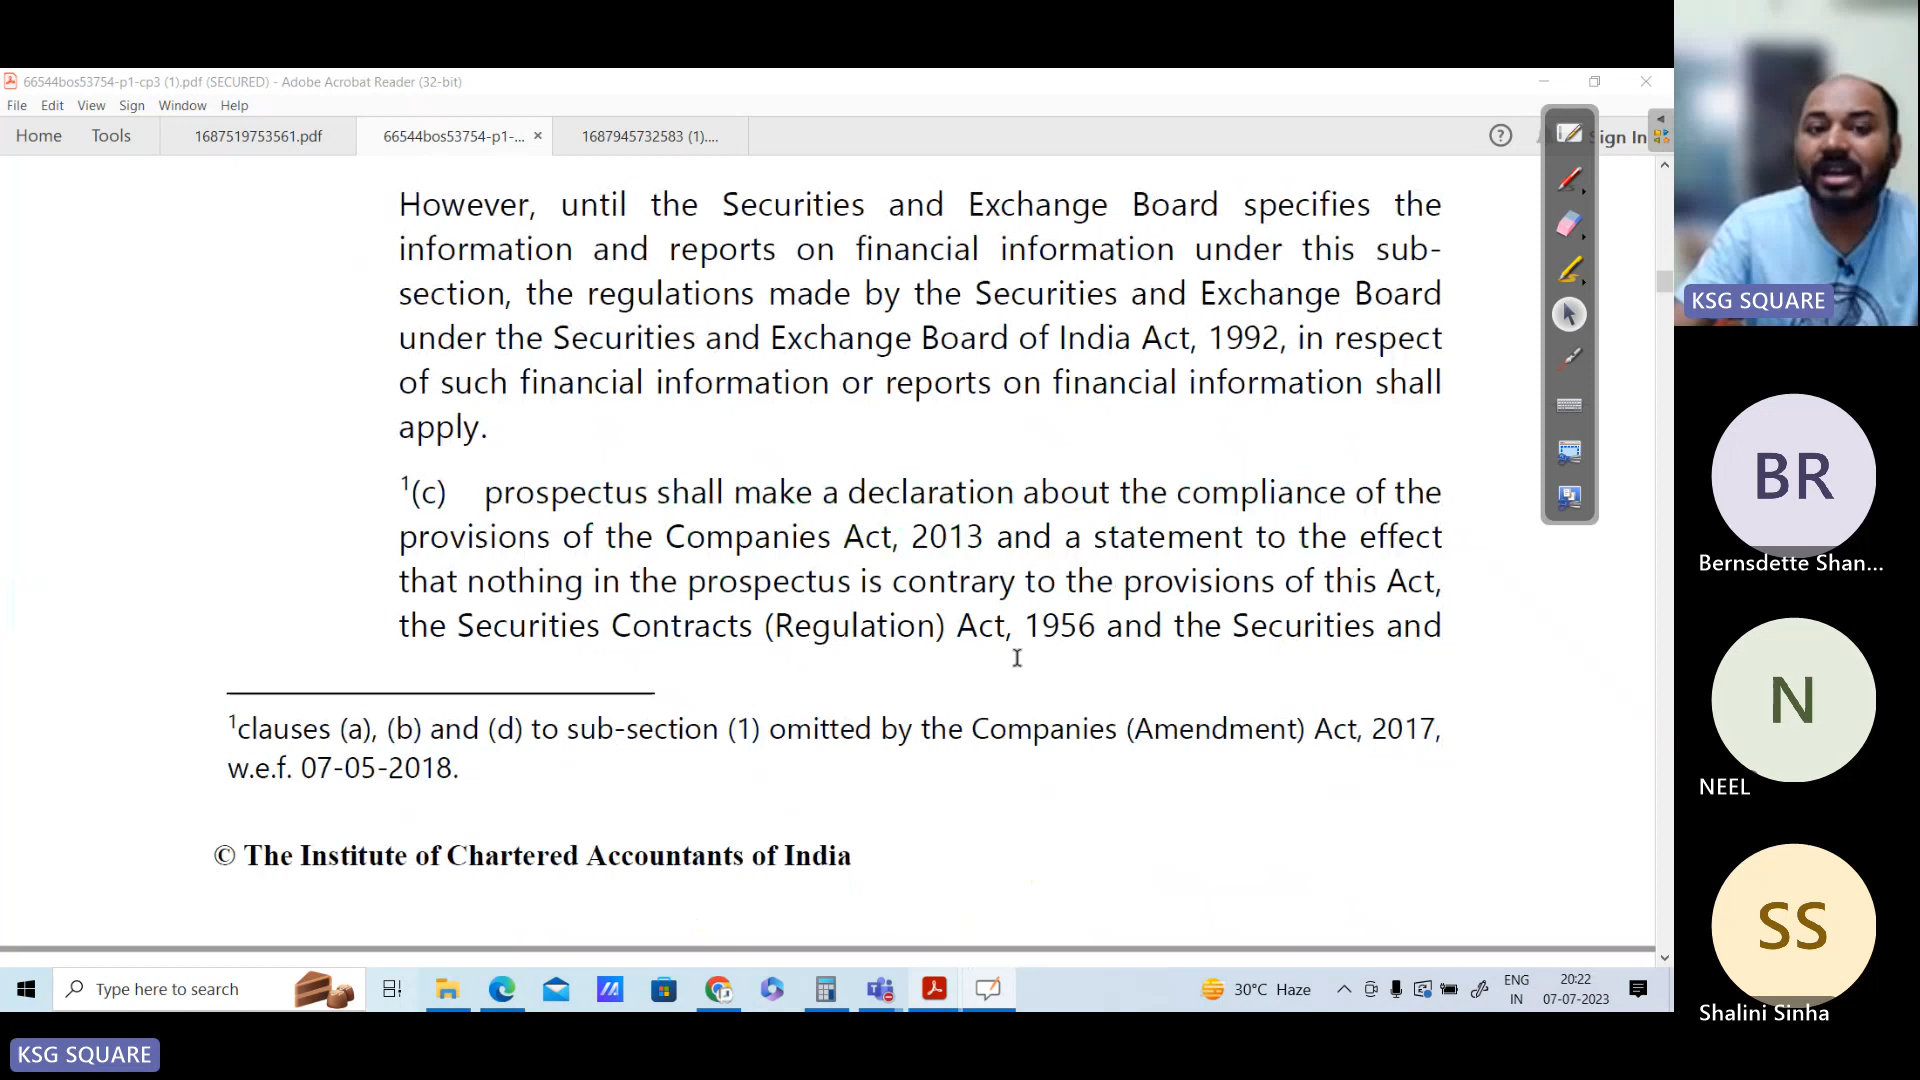 66544bos53754-p1-cp3 (1).pdf (SECURED) - Adobe Acrobat Reader (32-bit)
File Edit View Sign Window Help
Home Tools 1687519753561.pdf 66544bos53754-p1-... × 1687945732583 (1)....
Sign In
However, until the Securities and Exchange Board specifies the
information and reports on financial information under this sub-
section, the regulations made by the Securities and Exchange Board
under the Securities and Exchange Board of India Act, 1992, in respect
of such financial information or reports on financial information shall
apply.
1(c) prospectus shall make a declaration about the compliance of the
provisions of the Companies Act, 2013 and a statement to the effect
that nothing in the prospectus is contrary to the provisions of this Act,
the Securities Contracts (Regulation) Act, 1956 and the Securities and
1clauses (a), (b) and (d) to sub-section (1) omitted by the Companies (Amendment) Act, 2017,
w.e.f. 07-05-2018.
© The Institute of Chartered Accountants of India
KSG SQUARE
BR
Bernsdette Shan...
N
NEEL
SS
Shalini Sinha
Type here to search
30°C Haze
ENG
IN
20:22
07-07-2023
KSG SQUARE